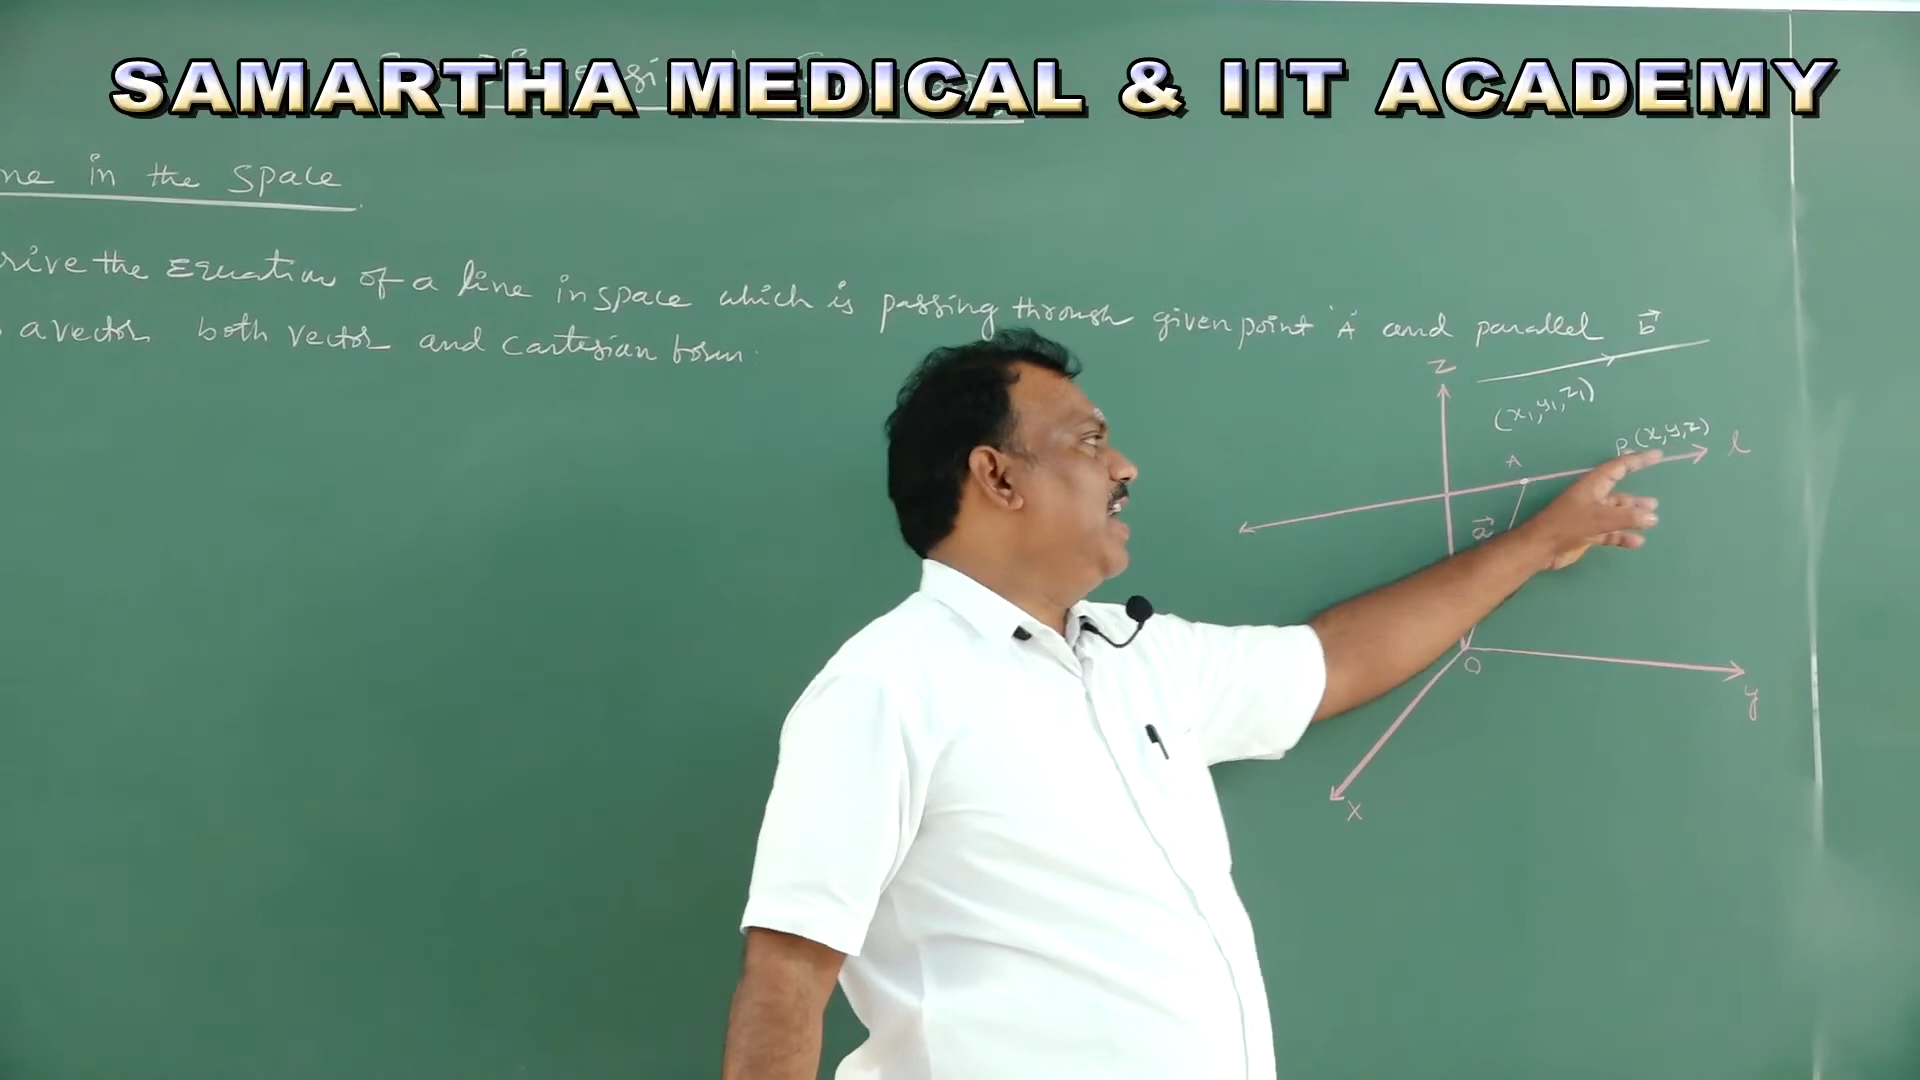 SAMARTHA MEDICAL & IIT ACADEMY
ne in the space
rive the Equation of a line in space which is passing through given point 'A' and parallel
a vector both vector and cartesian form.
b⃗
z
(x₁,y₁,z₁)
P(x,y,z)
l
A
a⃗
O
y
x